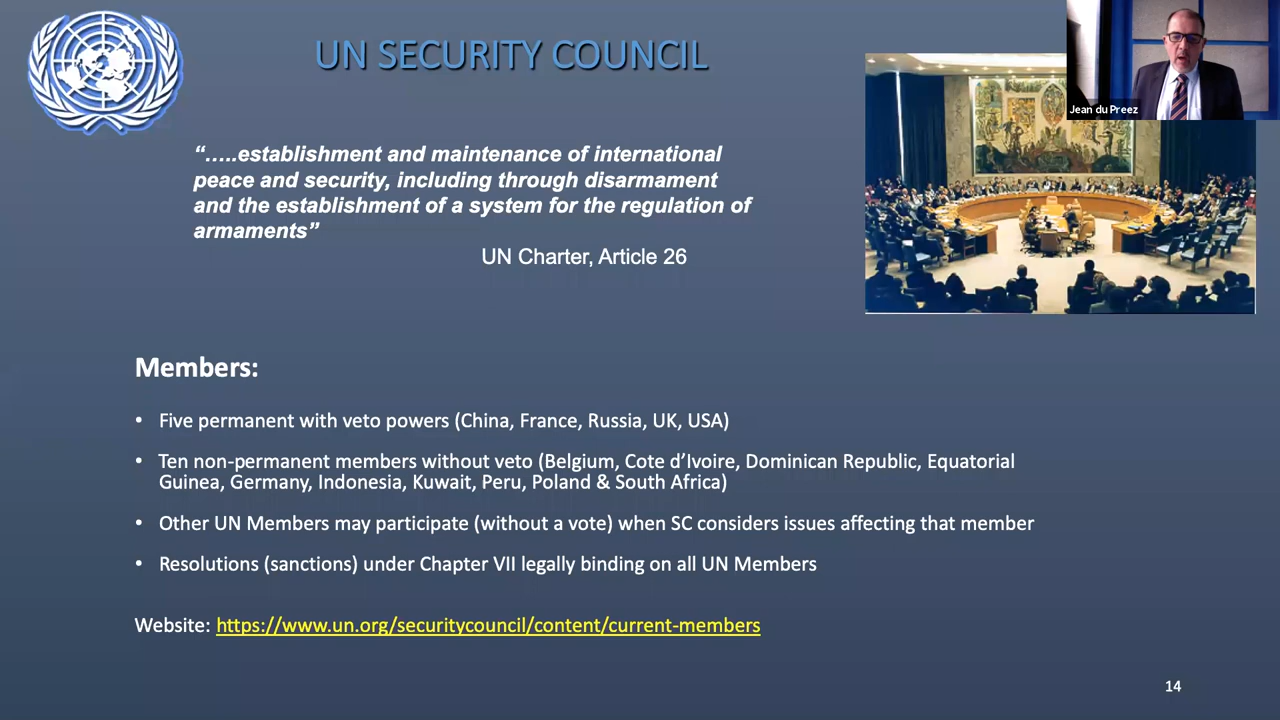 UN SECURITY COUNCIL
Jean du Preez
“…..establishment and maintenance of international
peace and security, including through disarmament
and the establishment of a system for the regulation of
armaments”
UN Charter, Article 26
Members:
• Five permanent with veto powers (China, France, Russia, UK, USA)
• Ten non-permanent members without veto (Belgium, Cote d’Ivoire, Dominican Republic, Equatorial
Guinea, Germany, Indonesia, Kuwait, Peru, Poland & South Africa)
• Other UN Members may participate (without a vote) when SC considers issues affecting that member
• Resolutions (sanctions) under Chapter VII legally binding on all UN Members
Website: https://www.un.org/securitycouncil/content/current-members
14